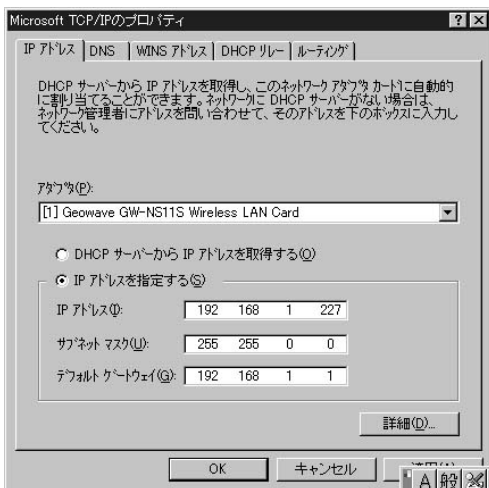 Microsoft TCP/IPのプロパティ
IP アドレス DNS WINS アドレス DHCP リレー ルーティング
DHCP サーバーから IP アドレスを取得し、このネットワーク アダプタ カードに自動的
に割り当てることができます。ネットワークに DHCP サーバーがない場合は、
ネットワーク管理者にアドレスを問い合わせて、そのアドレスを下のボックスに入力し
てください。
アダプタ(P):
[1] Geowave GW-NS11S Wireless LAN Card
DHCP サーバーから IP アドレスを取得する(O)
IP アドレスを指定する(S)
IP アドレス(I): 192 168 1 227
サブネット マスク(U): 255 255 0 0
デフォルト ゲートウェイ(G): 192 168 1 1
詳細(D)...
OK キャンセル
A 般